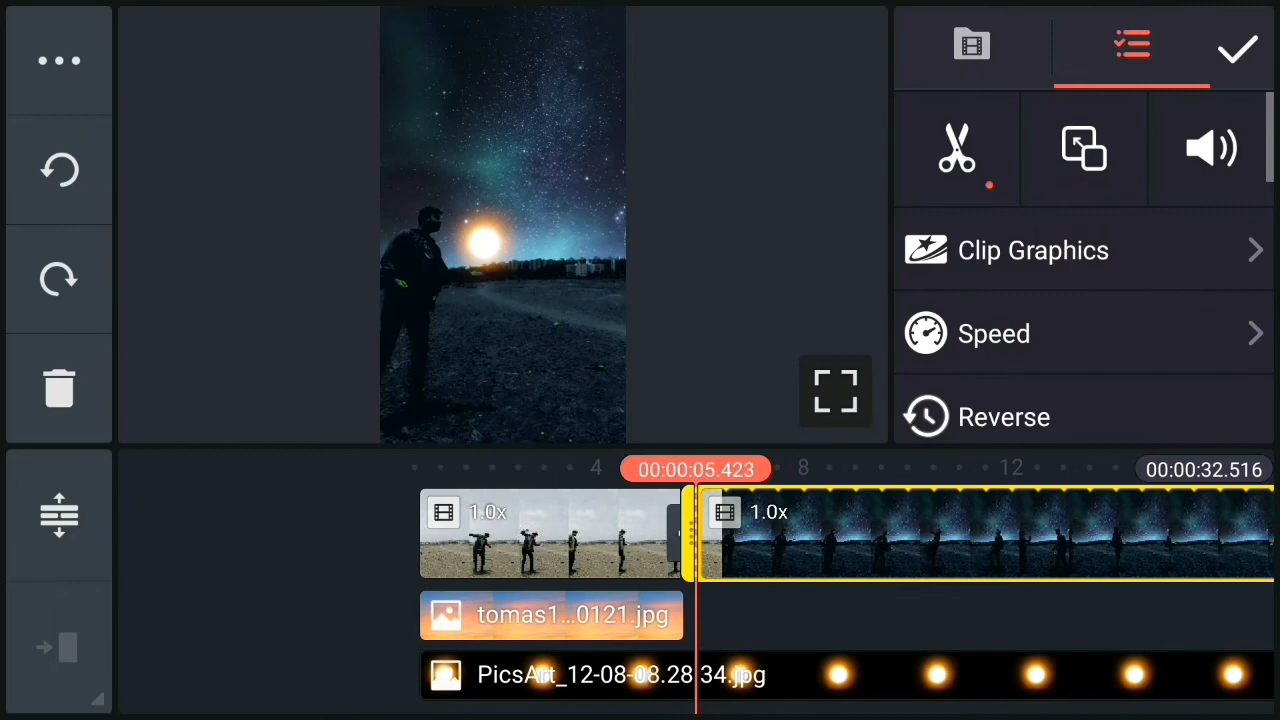 Clip Graphics
Speed
Reverse
4
00:00:05.423
8
12
00:00:32.516
1.0x
1.0x
tomas1...0121.jpg
PicsArt_12-08-08.28 34.jpg